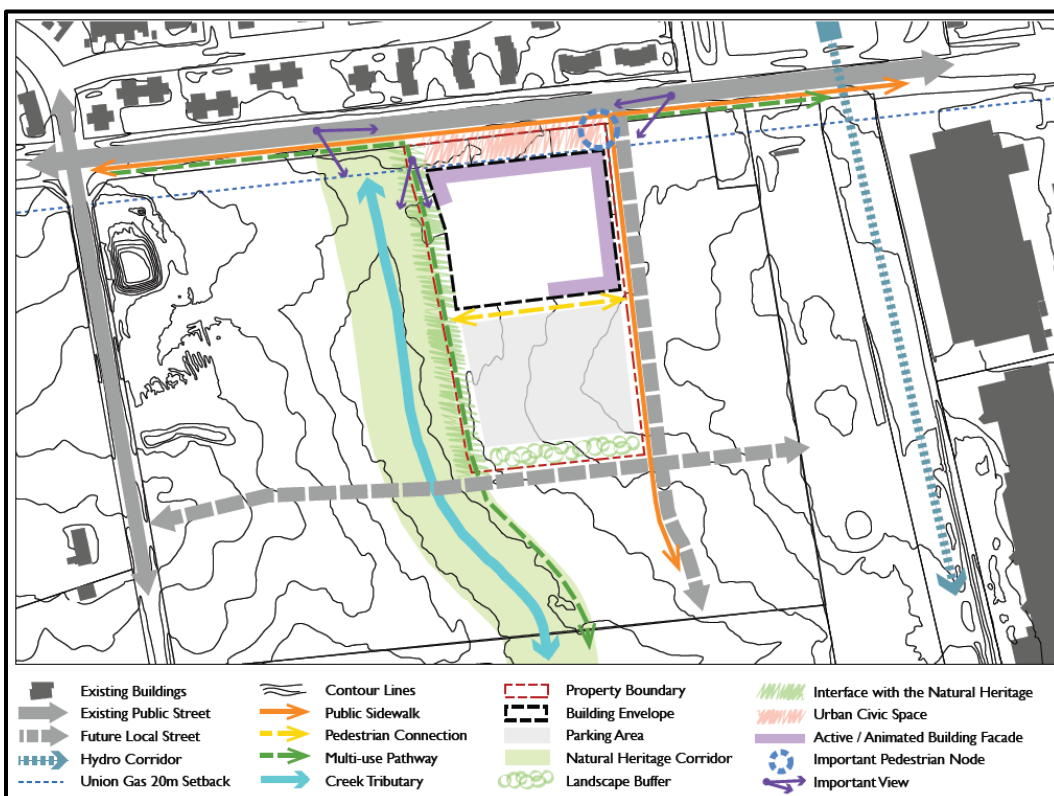 Existing Buildings
Existing Public Street
Future Local Street
Hydro Corridor
Union Gas 20m Setback
Contour Lines
Public Sidewalk
Pedestrian Connection
Multi-use Pathway
Creek Tributary
Property Boundary
Building Envelope
Parking Area
Natural Heritage Corridor
Landscape Buffer
Interface with the Natural Heritage
Urban Civic Space
Active / Animated Building Facade
Important Pedestrian Node
Important View